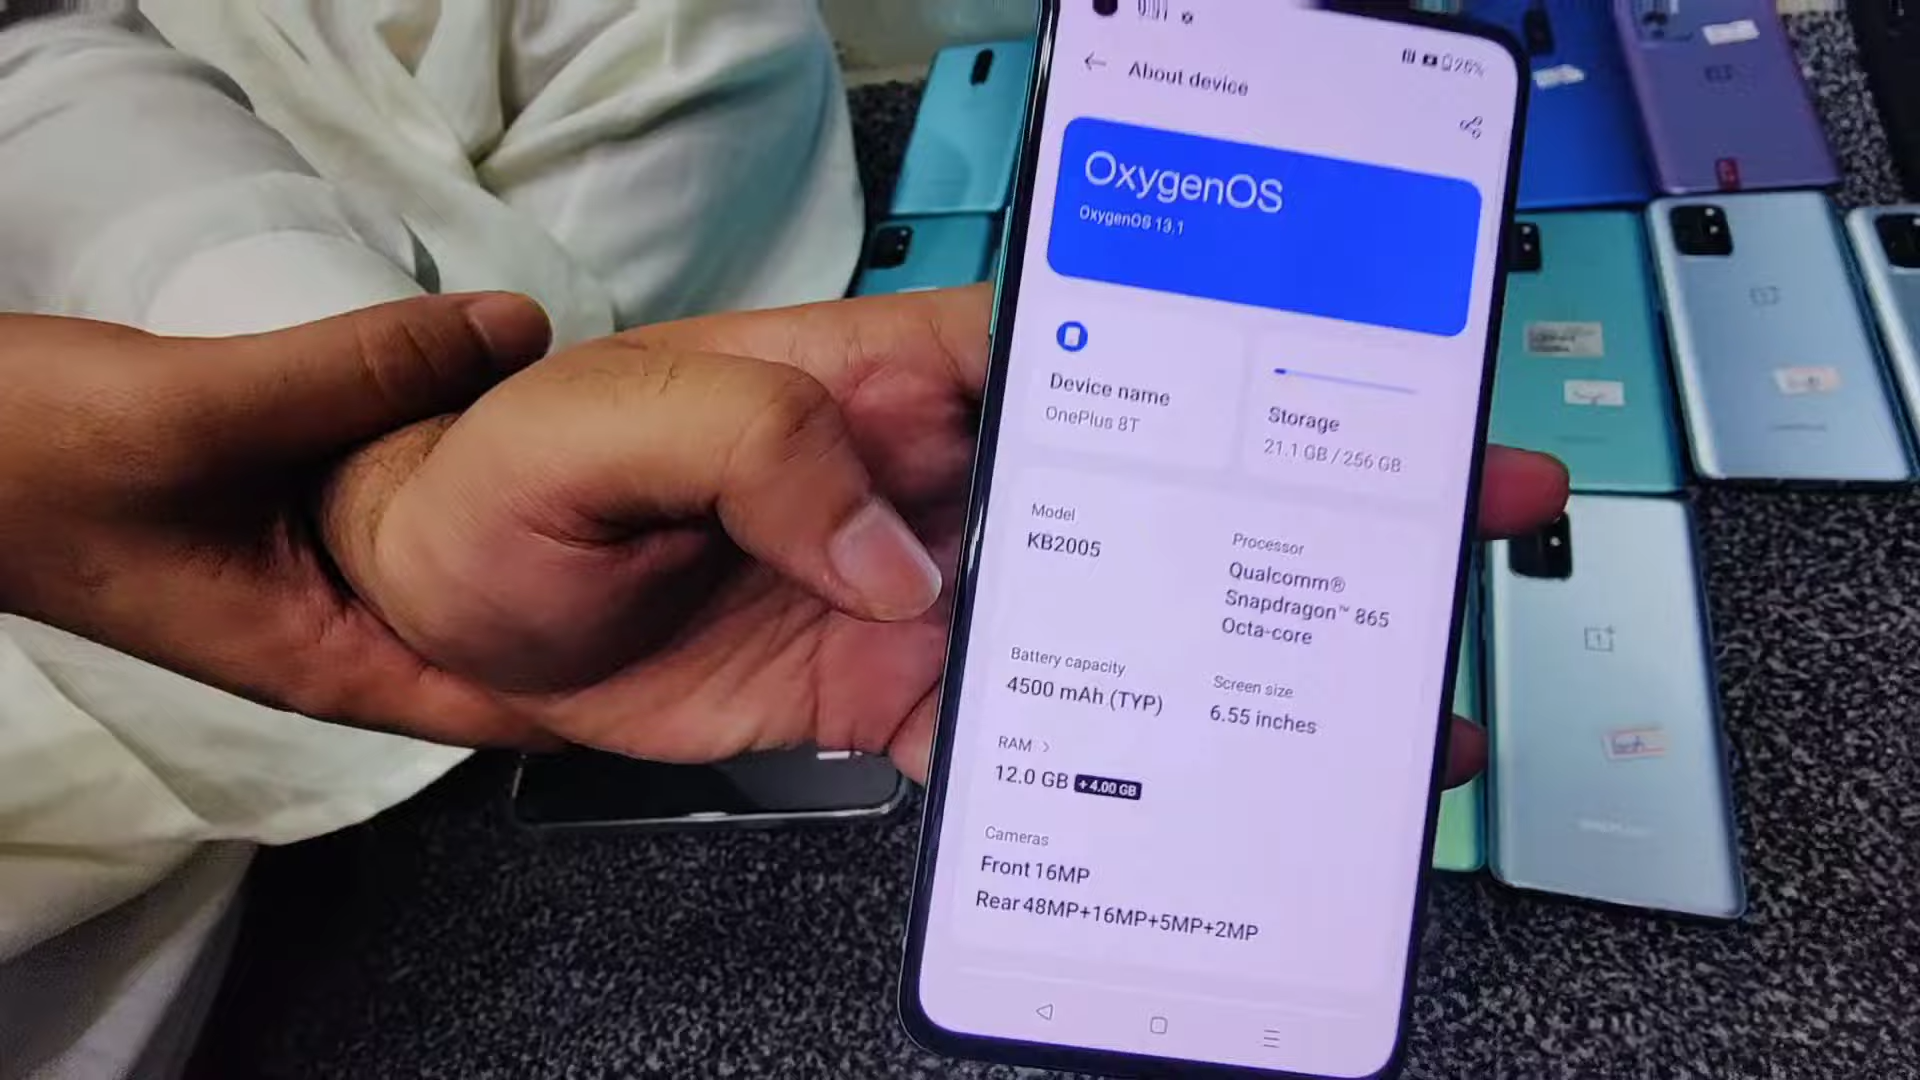 About device
OxygenOS
OxygenOS 13.1
Device name
OnePlus 8T
Storage
21.1 GB / 256 GB
Model
KB2005
Processor
Qualcomm®
Snapdragon™ 865
Octa-core
Battery capacity
4500 mAh (TYP)
Screen size
6.55 inches
RAM >
12.0 GB +4.00 GB
Cameras
Front 16MP
Rear 48MP+16MP+5MP+2MP